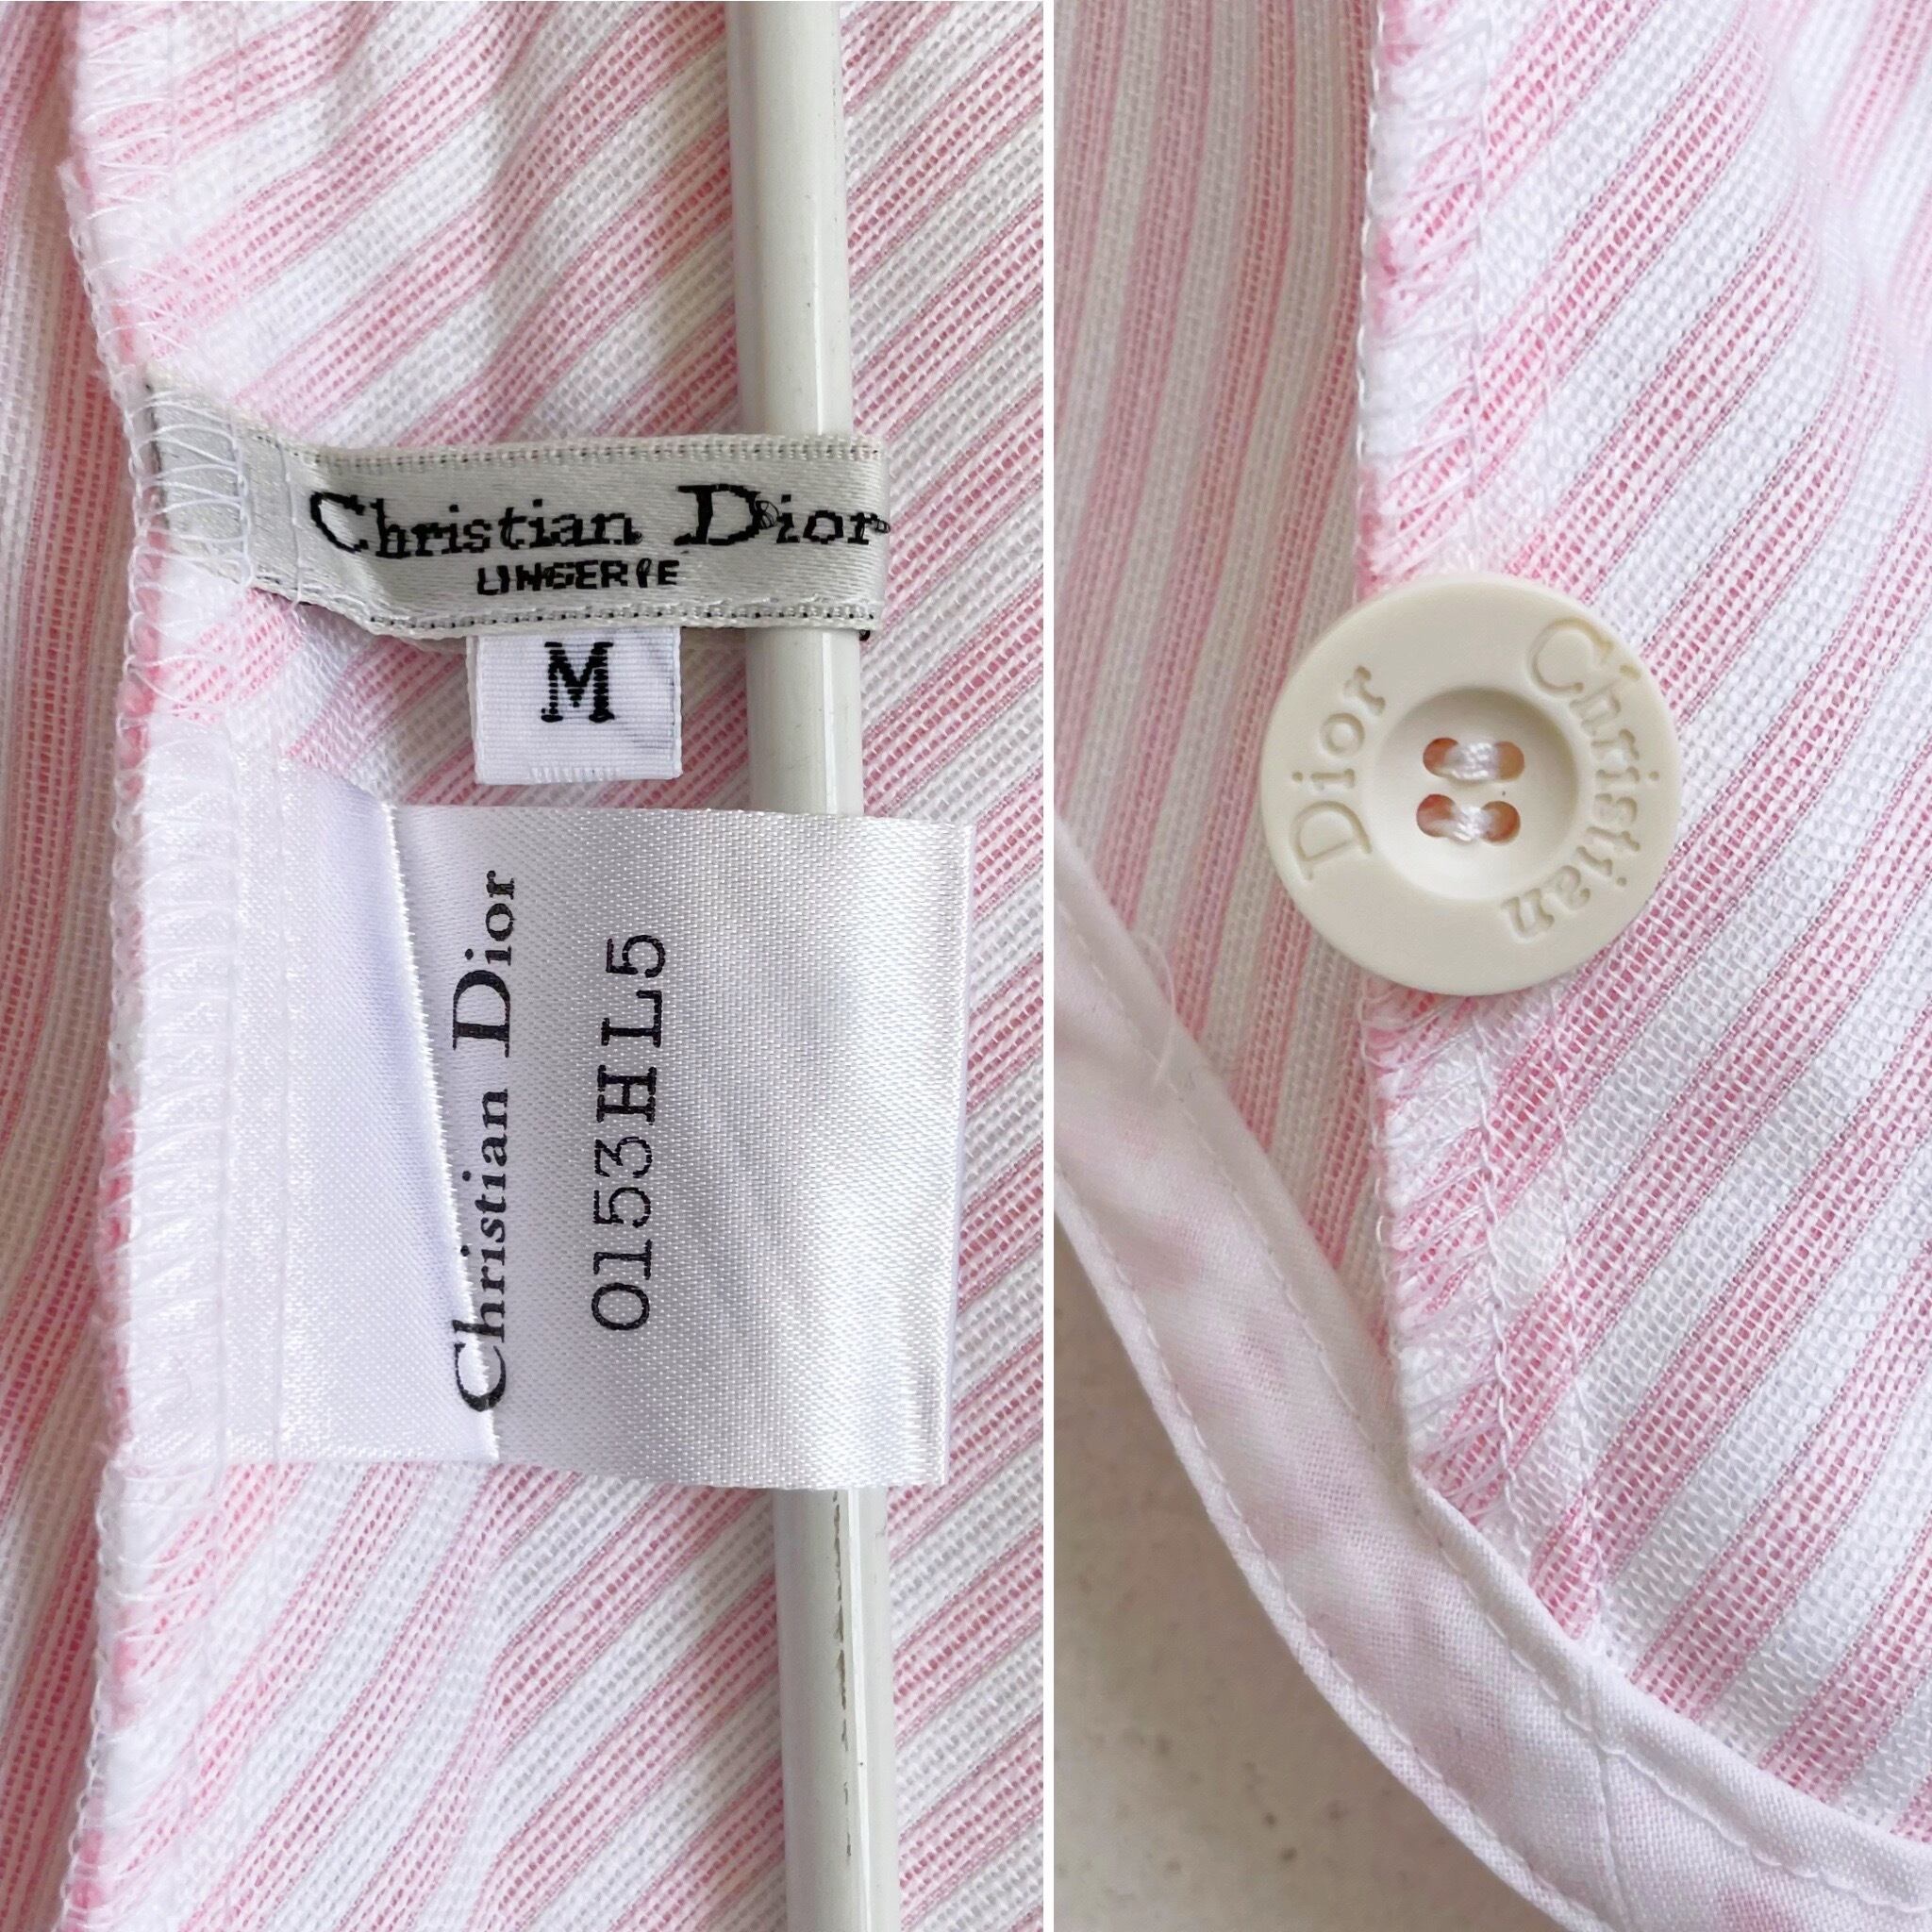 Christian Dior
LINGERIE
M
Christian Dior
0153HL5
Christian
Dior